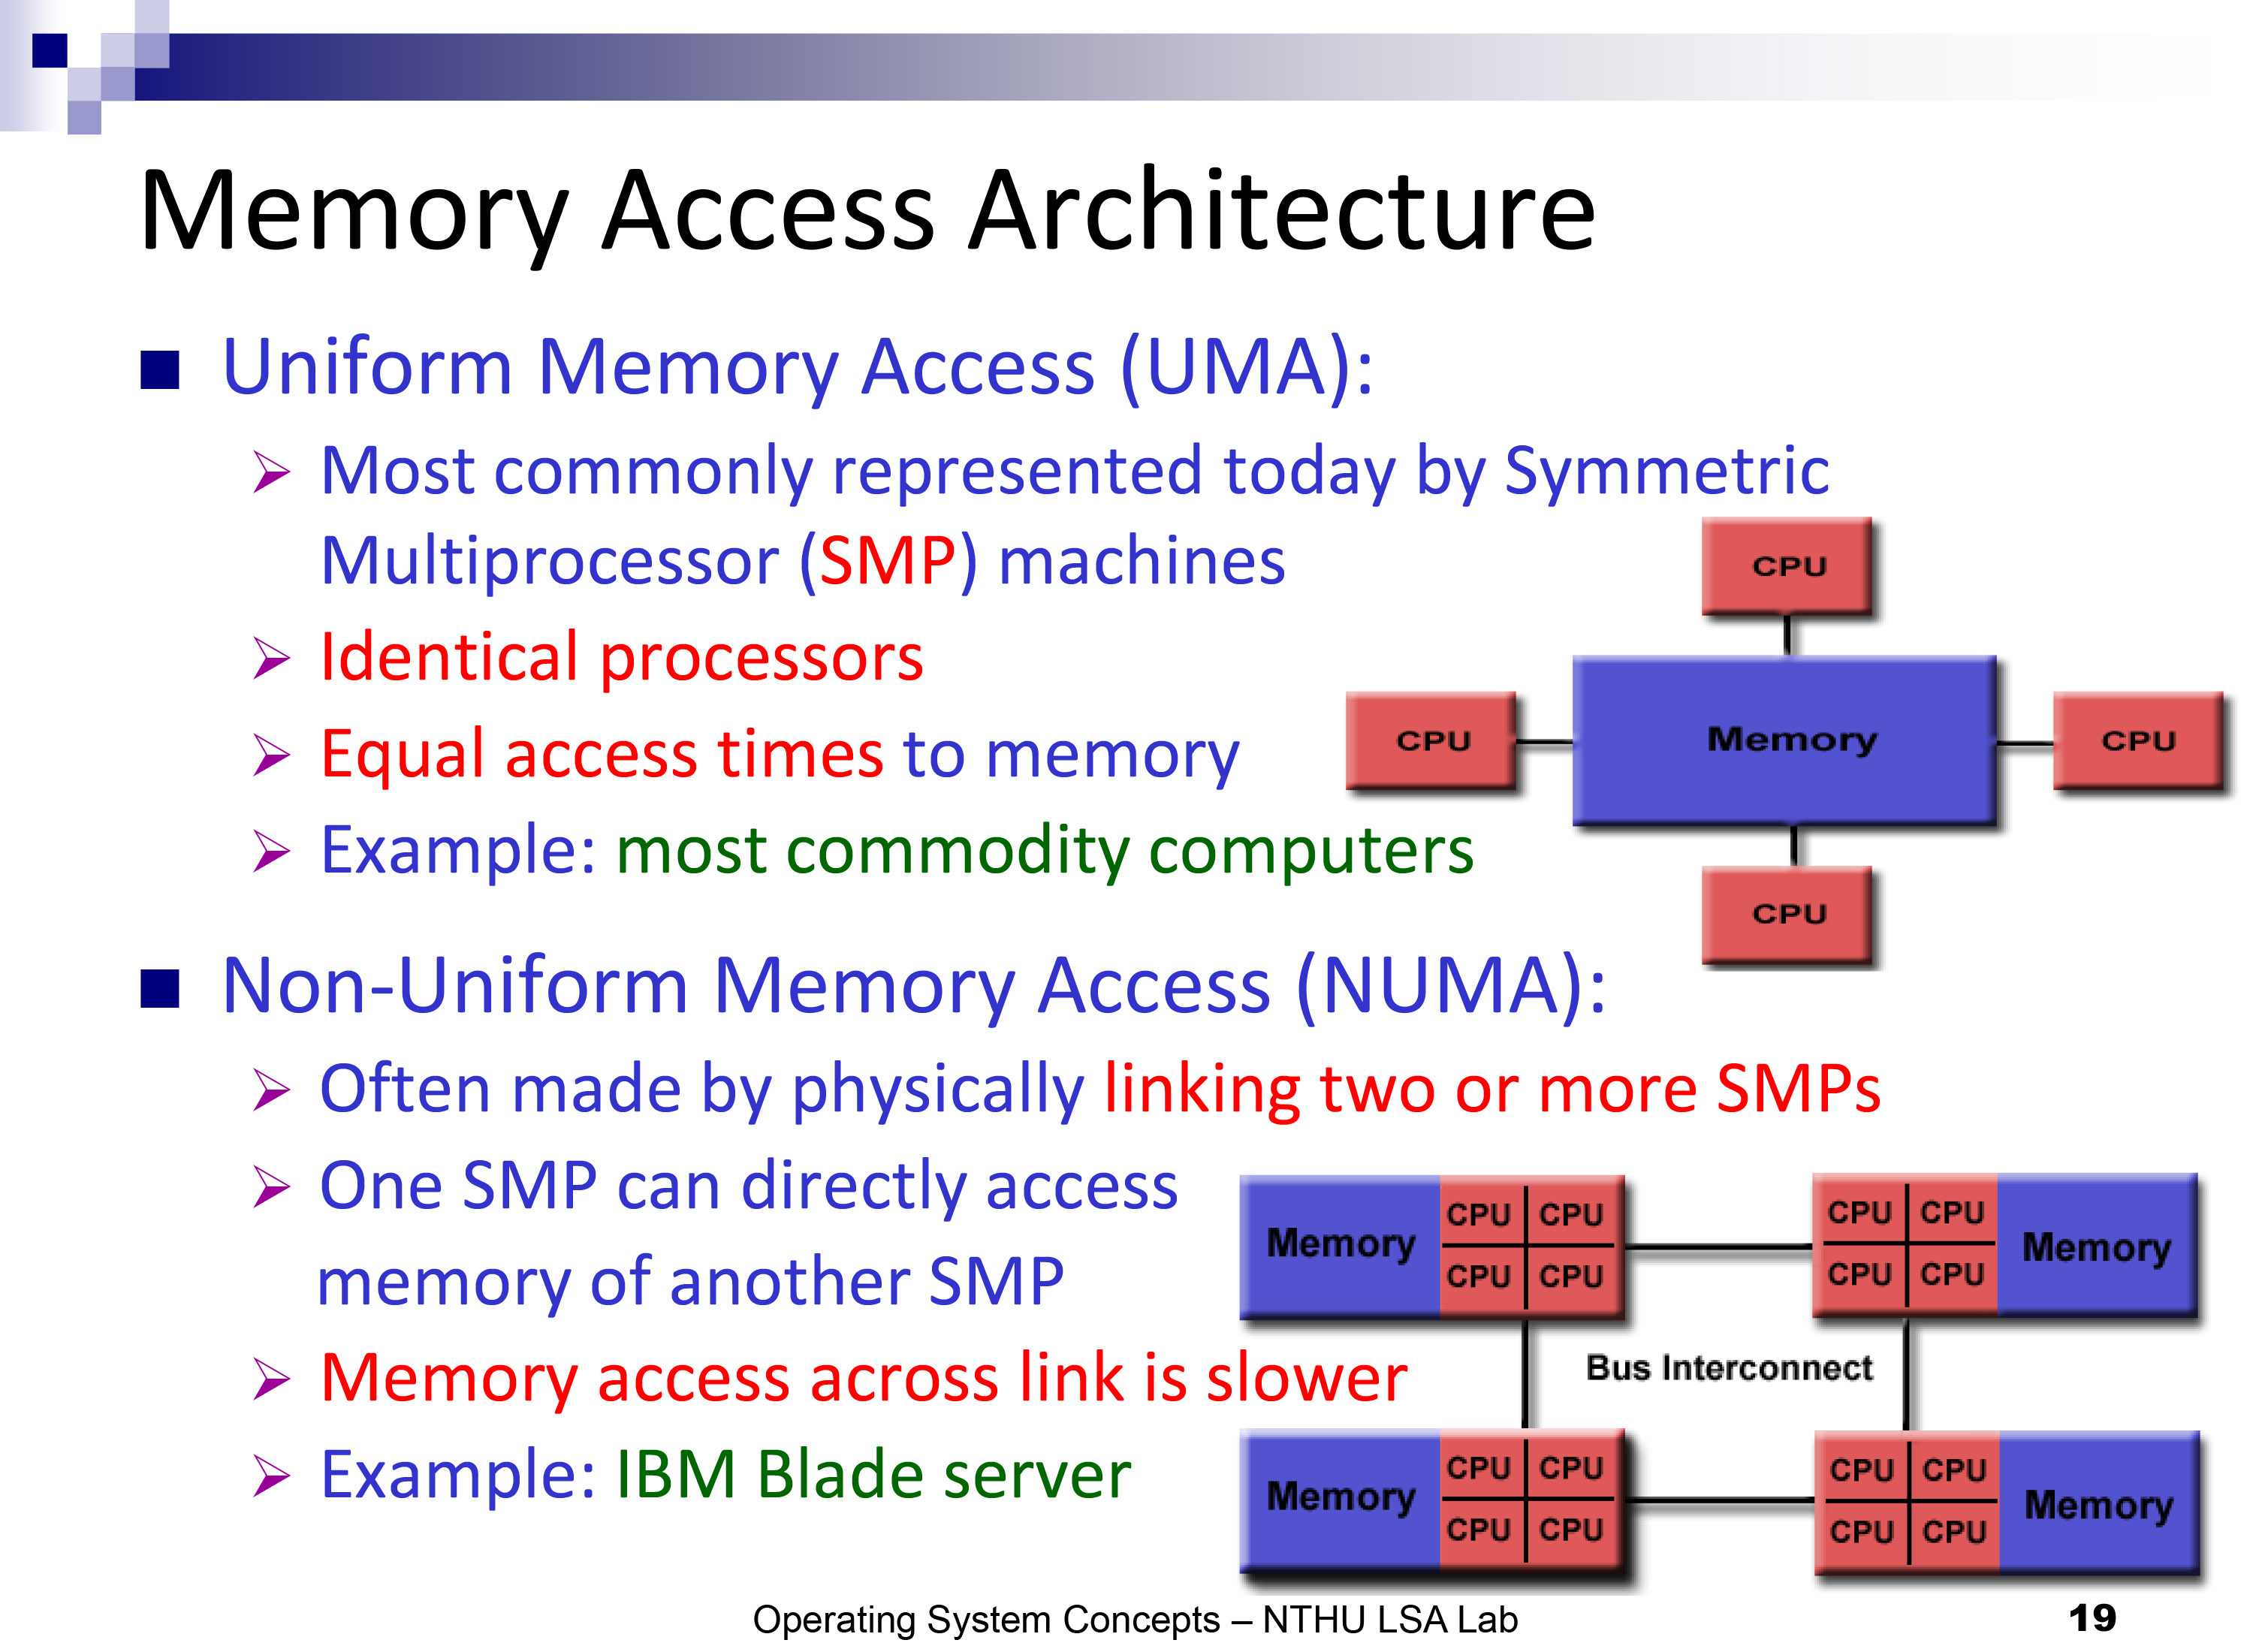 Memory Access Architecture
Uniform Memory Access (UMA):
Most commonly represented today by Symmetric
Multiprocessor (SMP) machines
Identical processors
Equal access times to memory
Example: most commodity computers
CPU
CPU
Memory
CPU
CPU
Non-Uniform Memory Access (NUMA):
Often made by physically linking two or more SMPs
One SMP can directly access
memory of another SMP
Memory access across link is slower
Example: IBM Blade server
Memory
CPU CPU
CPU CPU
CPU CPU
CPU CPU
Memory
Bus Interconnect
Memory
CPU CPU
CPU CPU
CPU CPU
CPU CPU
Memory
Operating System Concepts – NTHU LSA Lab
19